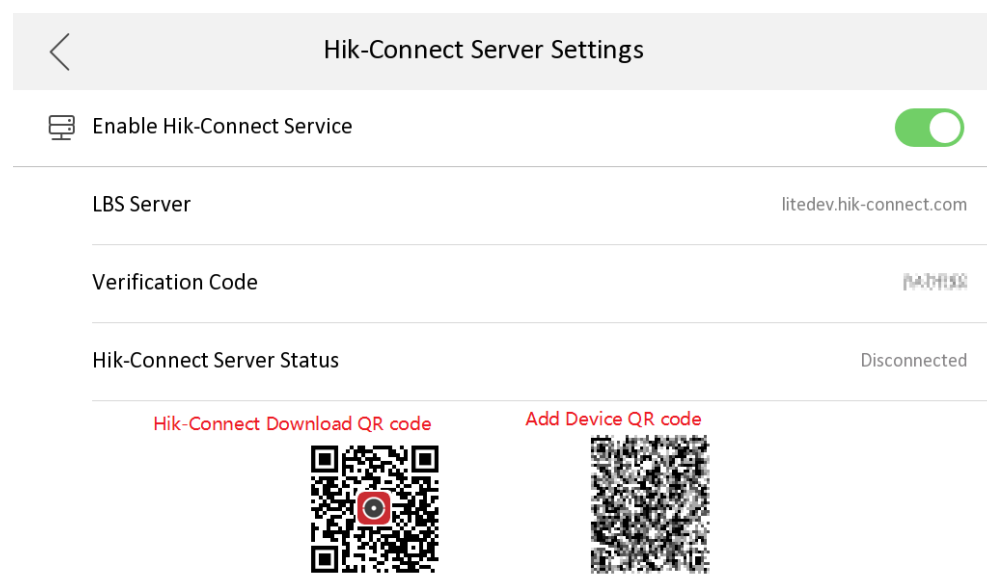 Hik-Connect Server Settings
Enable Hik-Connect Service
LBS Server
litedev.hik-connect.com
Verification Code
Hik-Connect Server Status
Disconnected
Hik-Connect Download QR code
Add Device QR code